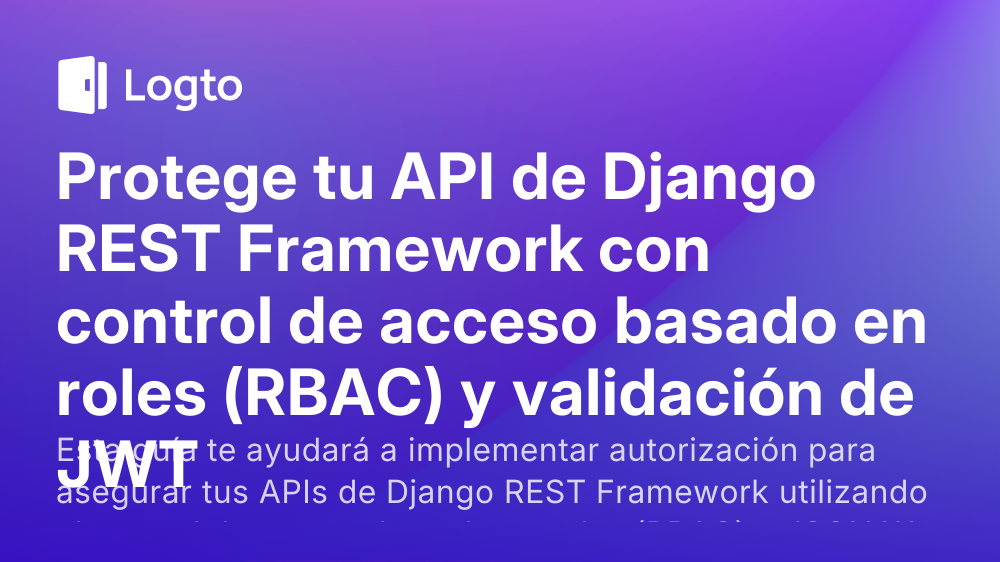 Logto
Protege tu API de Django
REST Framework con
control de acceso basado en
roles (RBAC) y validación de
JWT
Esta guía te ayudará a implementar autorización para
asegurar tus APIs de Django REST Framework utilizando